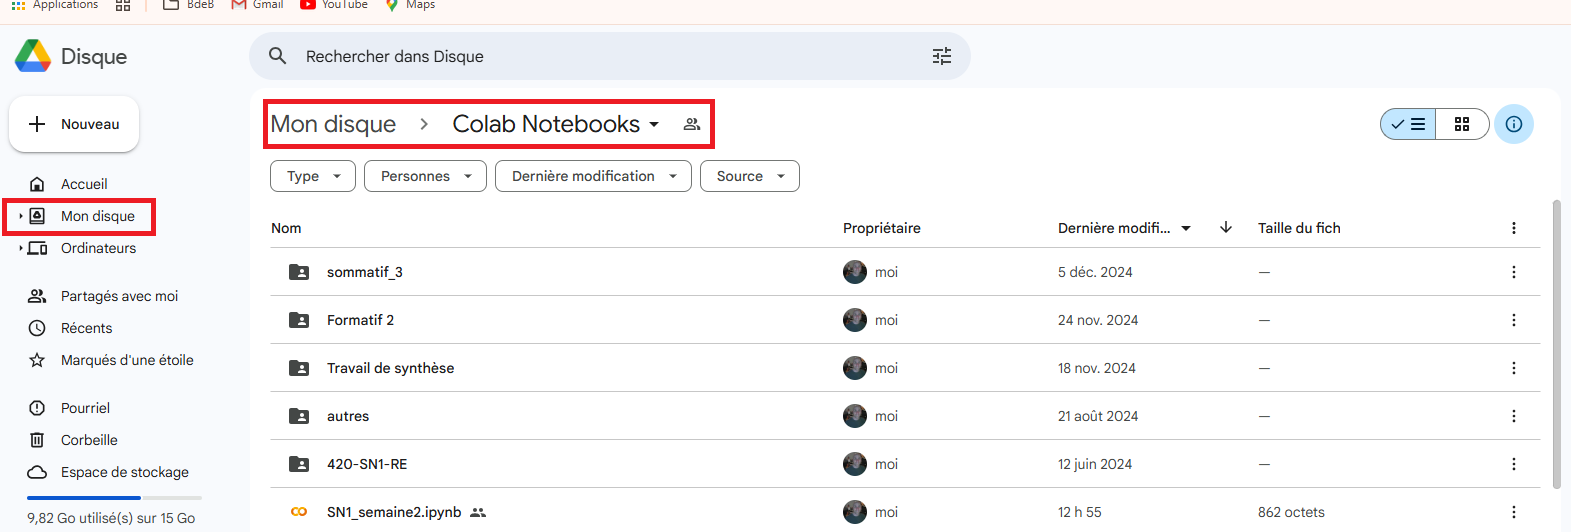 Applications BdeB Gmail YouTube Maps
Disque
Rechercher dans Disque
Nouveau
Accueil
Mon disque
Ordinateurs
Partagés avec moi
Récents
Marqués d'une étoile
Pourriel
Corbeille
Espace de stockage
9,82 Go utilisé(s) sur 15 Go
Mon disque > Colab Notebooks
Type Personnes Dernière modification Source
Nom Propriétaire Dernière modifi... Taille du fich
sommatif_3 moi 5 déc. 2024 —
Formatif 2 moi 24 nov. 2024 —
Travail de synthèse moi 18 nov. 2024 —
autres moi 21 août 2024 —
420-SN1-RE moi 12 juin 2024 —
SN1_semaine2.ipynb moi 12 h 55 862 octets